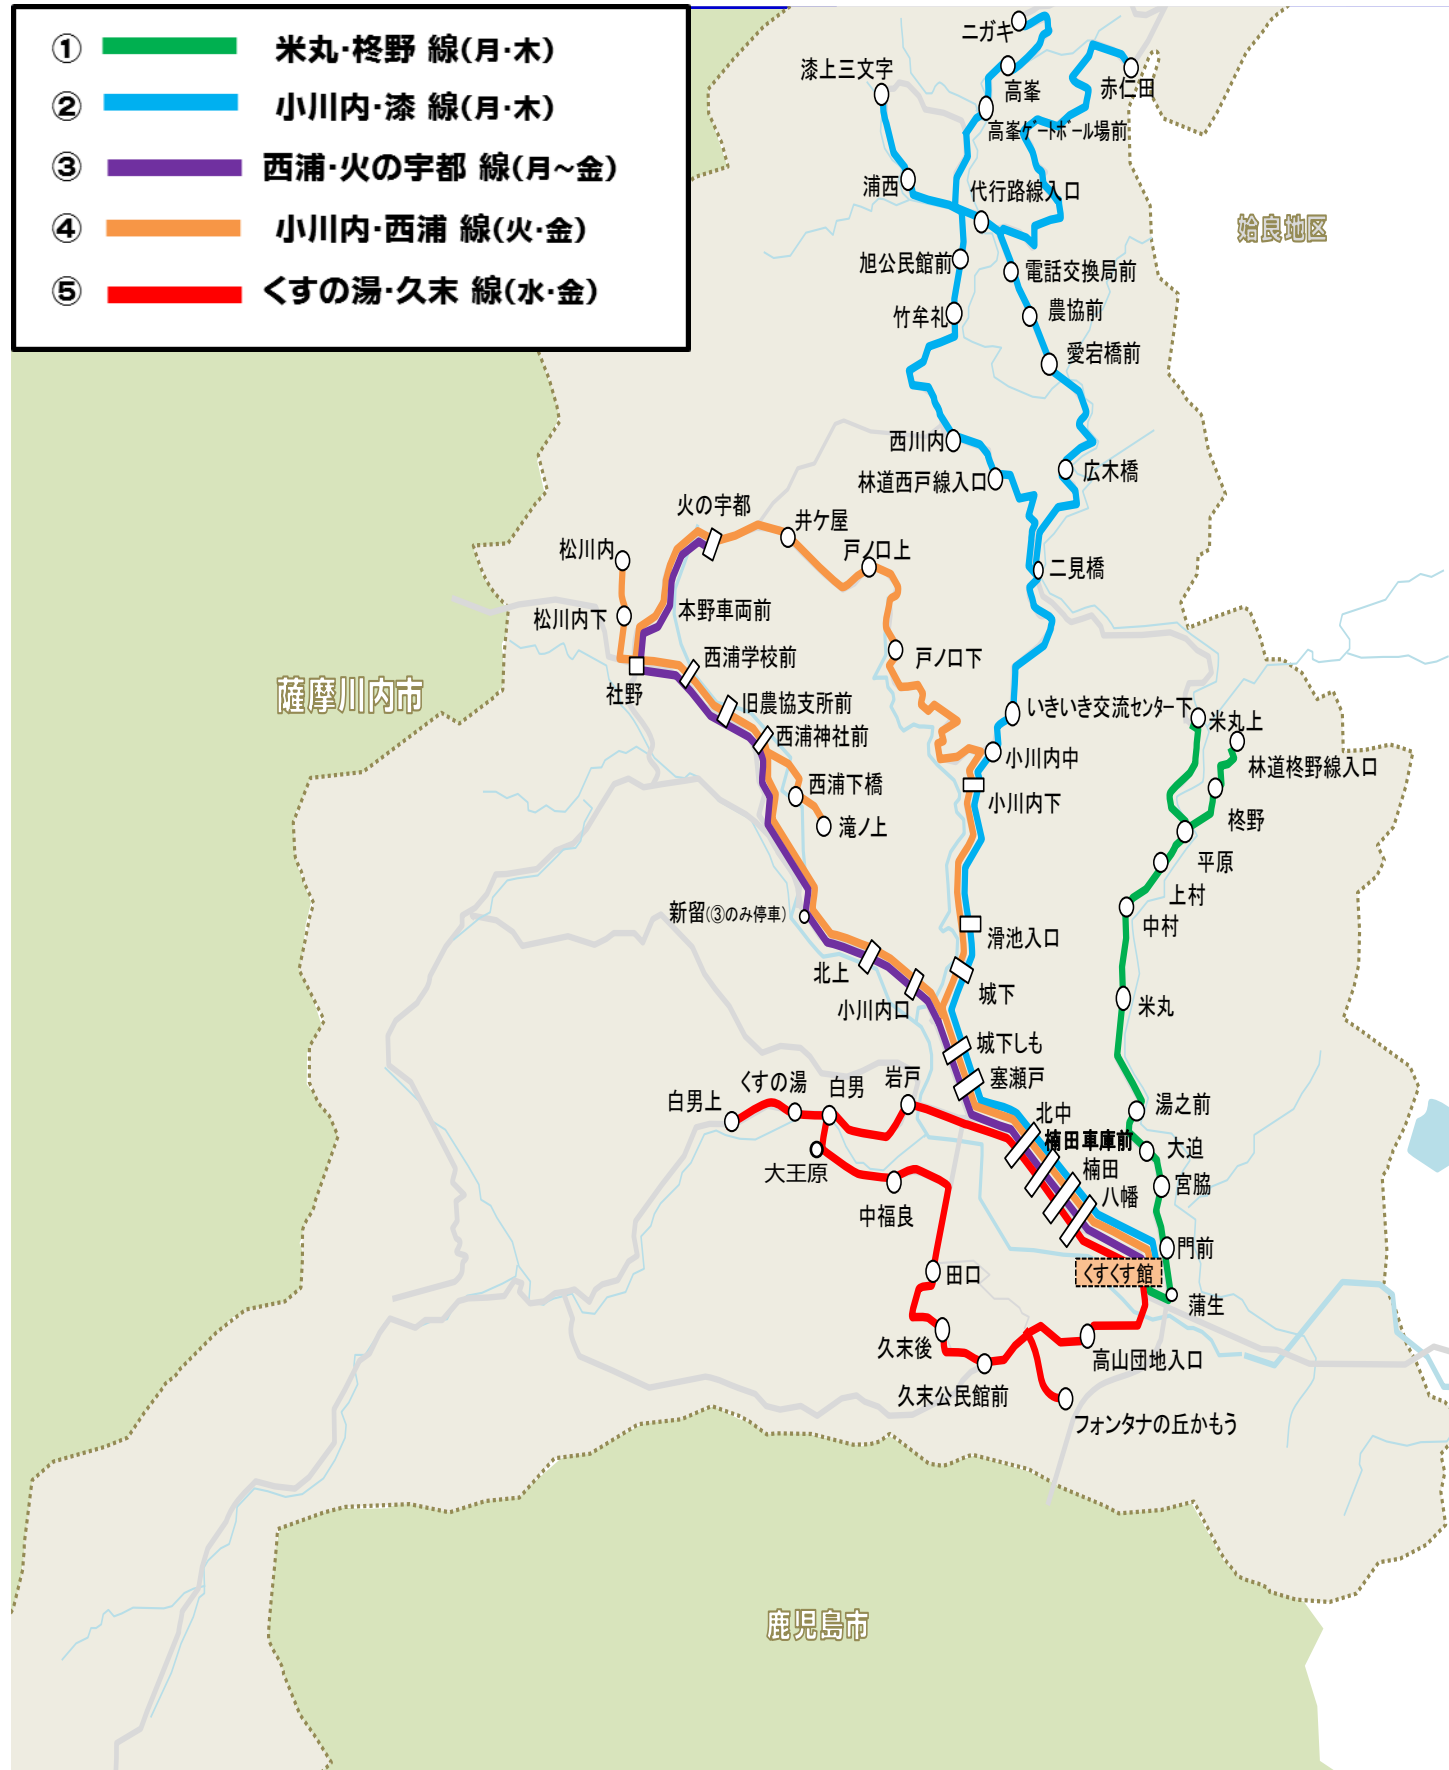 ① 米丸・柊野 線(月・木)
② 小川内・漆 線(月・木)
③ 西浦・火の宇都 線(月~金)
④ 小川内・西浦 線(火・金)
⑤ くすの湯・久末 線(水・金)
ニガキ
漆上三文字
高峯
赤仁田
高峯ゲートボール場前
浦西
代行路線入口
始良地区
旭公民館前
電話交換局前
竹牟礼
農協前
愛宕橋前
西川内
広木橋
林道西戸線入口
火の宇都
井ケ屋
松川内
戸ノ口上
二見橋
松川内下
本野車両前
西浦学校前
戸ノ口下
社野
薩摩川内市
旧農協支所前
いきいき交流センター下
米丸上
西浦神社前
小川内中
林道柊野線入口
西浦下橋
小川内下
柊野
滝ノ上
平原
上村
新留(③のみ停車)
中村
滑池入口
北上
城下
小川内口
米丸
城下しも
塞瀬戸
くすの湯
白男
岩戸
白男上
北中
湯之前
楠田車庫前
大迫
大王原
楠田
宮脇
八幡
中福良
門前
くすくす館
田口
蒲生
久末後
高山団地入口
久末公民館前
フォンタナの丘かもう
鹿児島市